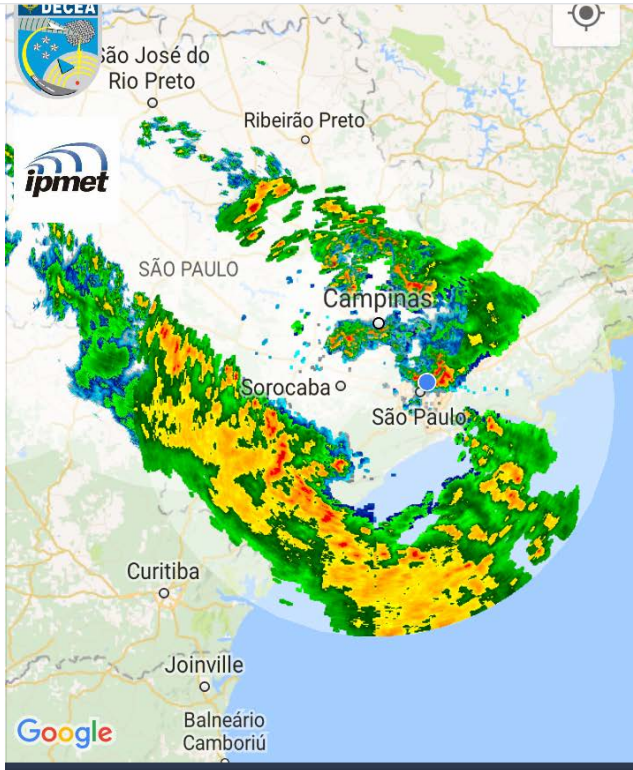 DECEA
São José do
Rio Preto
Ribeirão Preto
ipmet
SÃO PAULO
Campinas
Sorocaba
São Paulo
Curitiba
Joinville
Google
Balneário
Camboriú